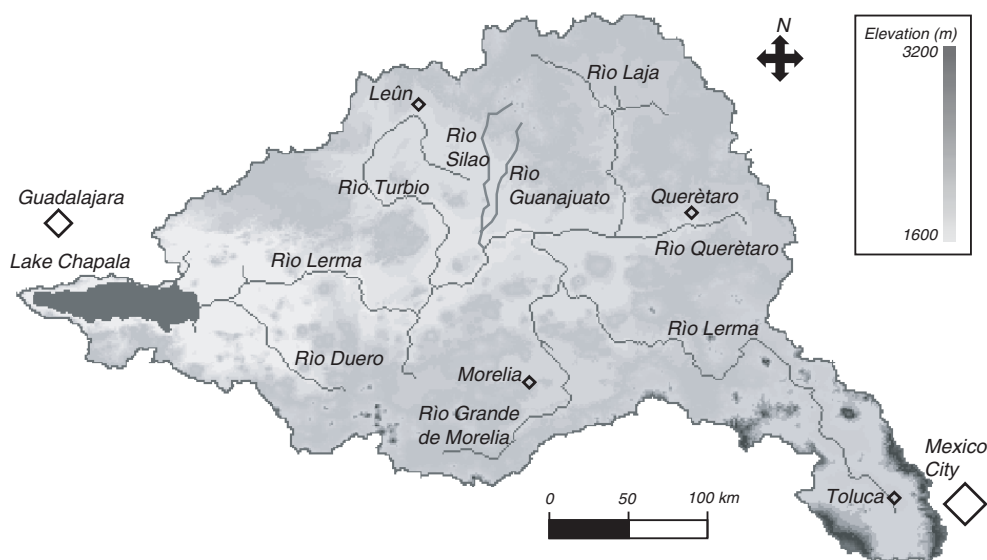 N
Elevation (m)
3200
1600
Rìo Laja
Leûn
Rìo
Silao
Rìo Turbio
Rìo
Guanajuato
Guadalajara
Querètaro
Rìo Querètaro
Lake Chapala
Rìo Lerma
Rìo Lerma
Rìo Duero
Morelia
Rìo Grande
de Morelia
Mexico
City
Toluca
0 50 100 km